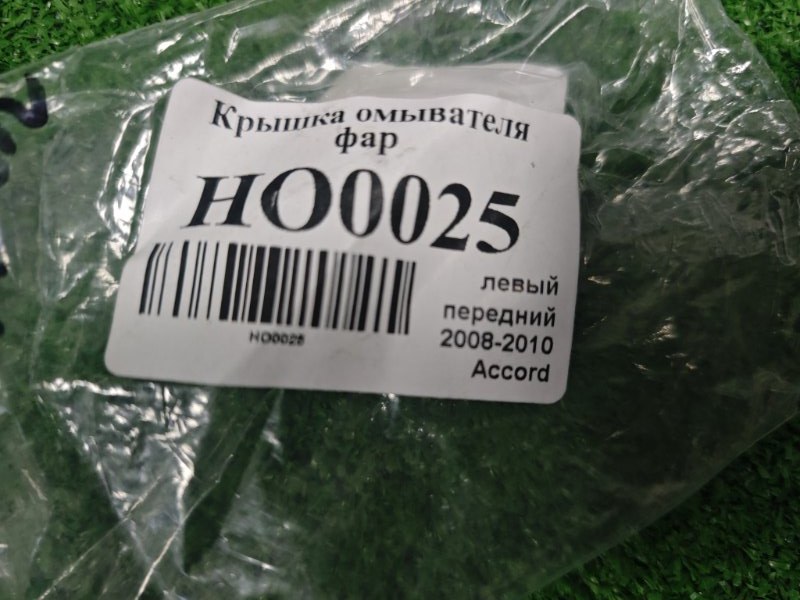 Крышка омывателя
фар
HO0025
HO0025
левый
передний
2008-2010
Accord